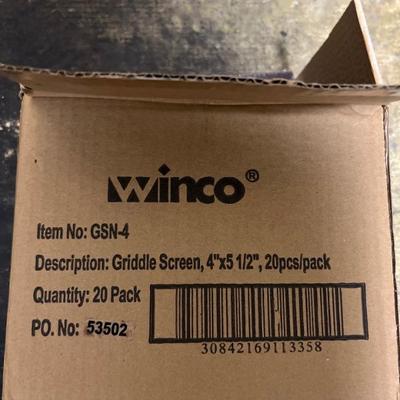 Winco®
Item No: GSN-4
Description: Griddle Screen, 4"x5 1/2", 20pcs/pack
Quantity: 20 Pack
PO. No: 53502
30842169113358